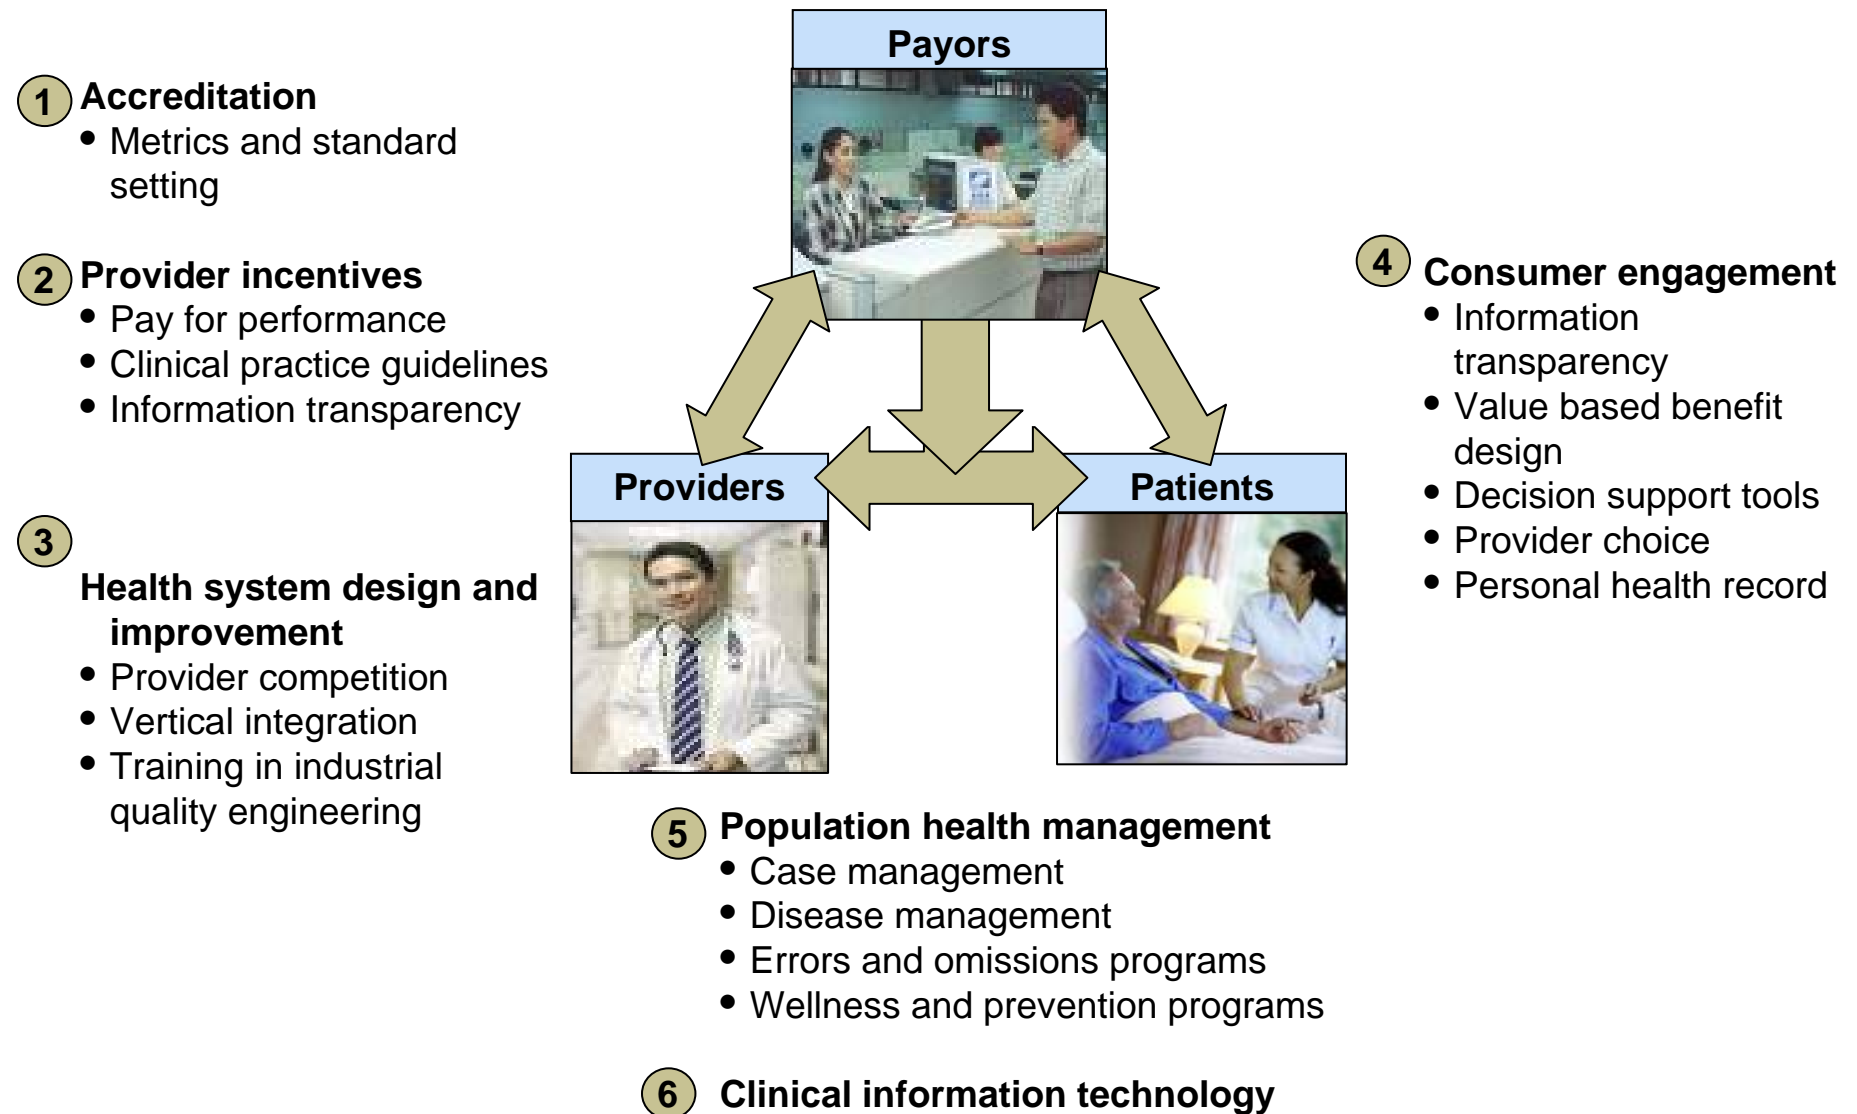 Payors
1 Accreditation
• Metrics and standard
setting
2 Provider incentives
• Pay for performance
• Clinical practice guidelines
• Information transparency
3
Health system design and
improvement
• Provider competition
• Vertical integration
• Training in industrial
quality engineering
Providers
Patients
4 Consumer engagement
• Information
transparency
• Value based benefit
design
• Decision support tools
• Provider choice
• Personal health record
5 Population health management
• Case management
• Disease management
• Errors and omissions programs
• Wellness and prevention programs
6 Clinical information technology